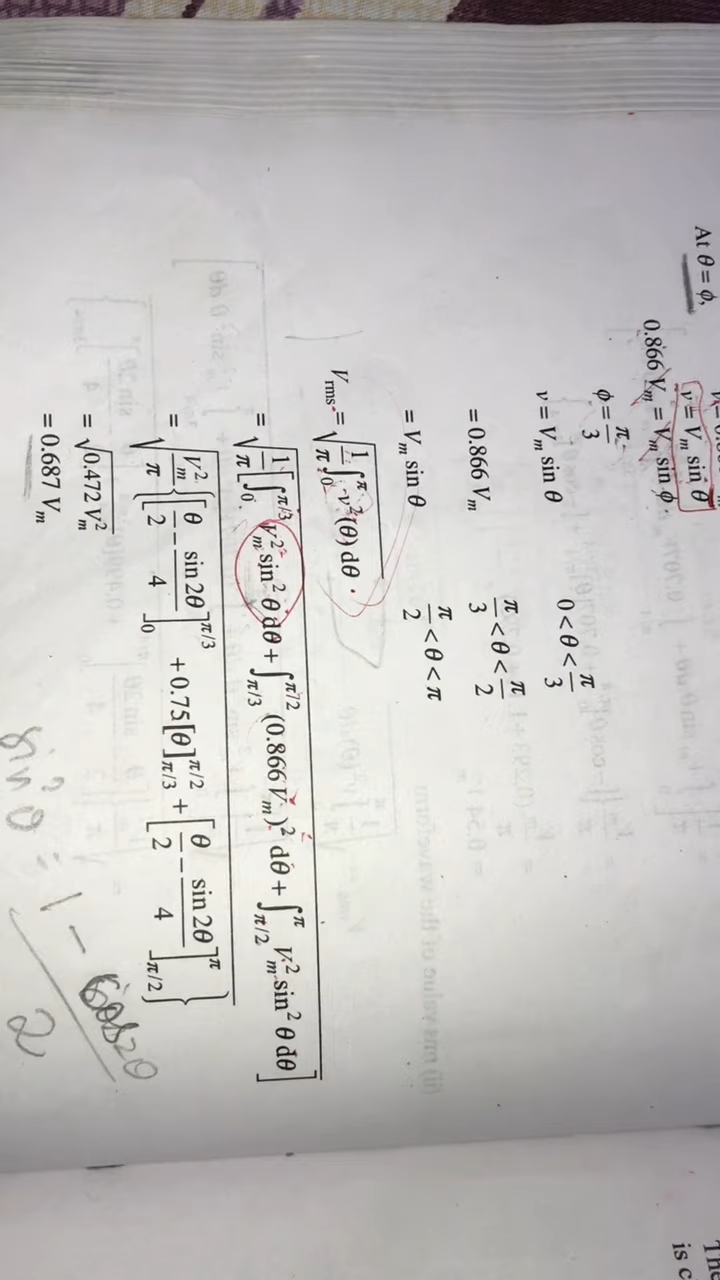 At θ = ϕ,
v = V_m sin θ
0.866 V_m = V_m sin ϕ
ϕ = π/3
v = V_m sin θ 0 < θ < π/3
= 0.866 V_m π/3 < θ < π/2
= V_m sin θ π/2 < θ < π
V_rms = √(1/π ∫_0^π v²(θ) dθ)
= √(1/π [∫_0^{π/3} V_m² sin² θ dθ + ∫_{π/3}^{π/2} (0.866 V_m)² dθ + ∫_{π/2}^π V_m² sin² θ dθ])
= √(V_m²/π {[θ/2 − sin 2θ/4]_0^{π/3} + 0.75[θ]_{π/3}^{π/2} + [θ/2 − sin 2θ/4]_{π/2}^π})
= √(0.472 V_m²)
= 0.687 V_m
sin²θ = 1 − cos2θ / 2
is c